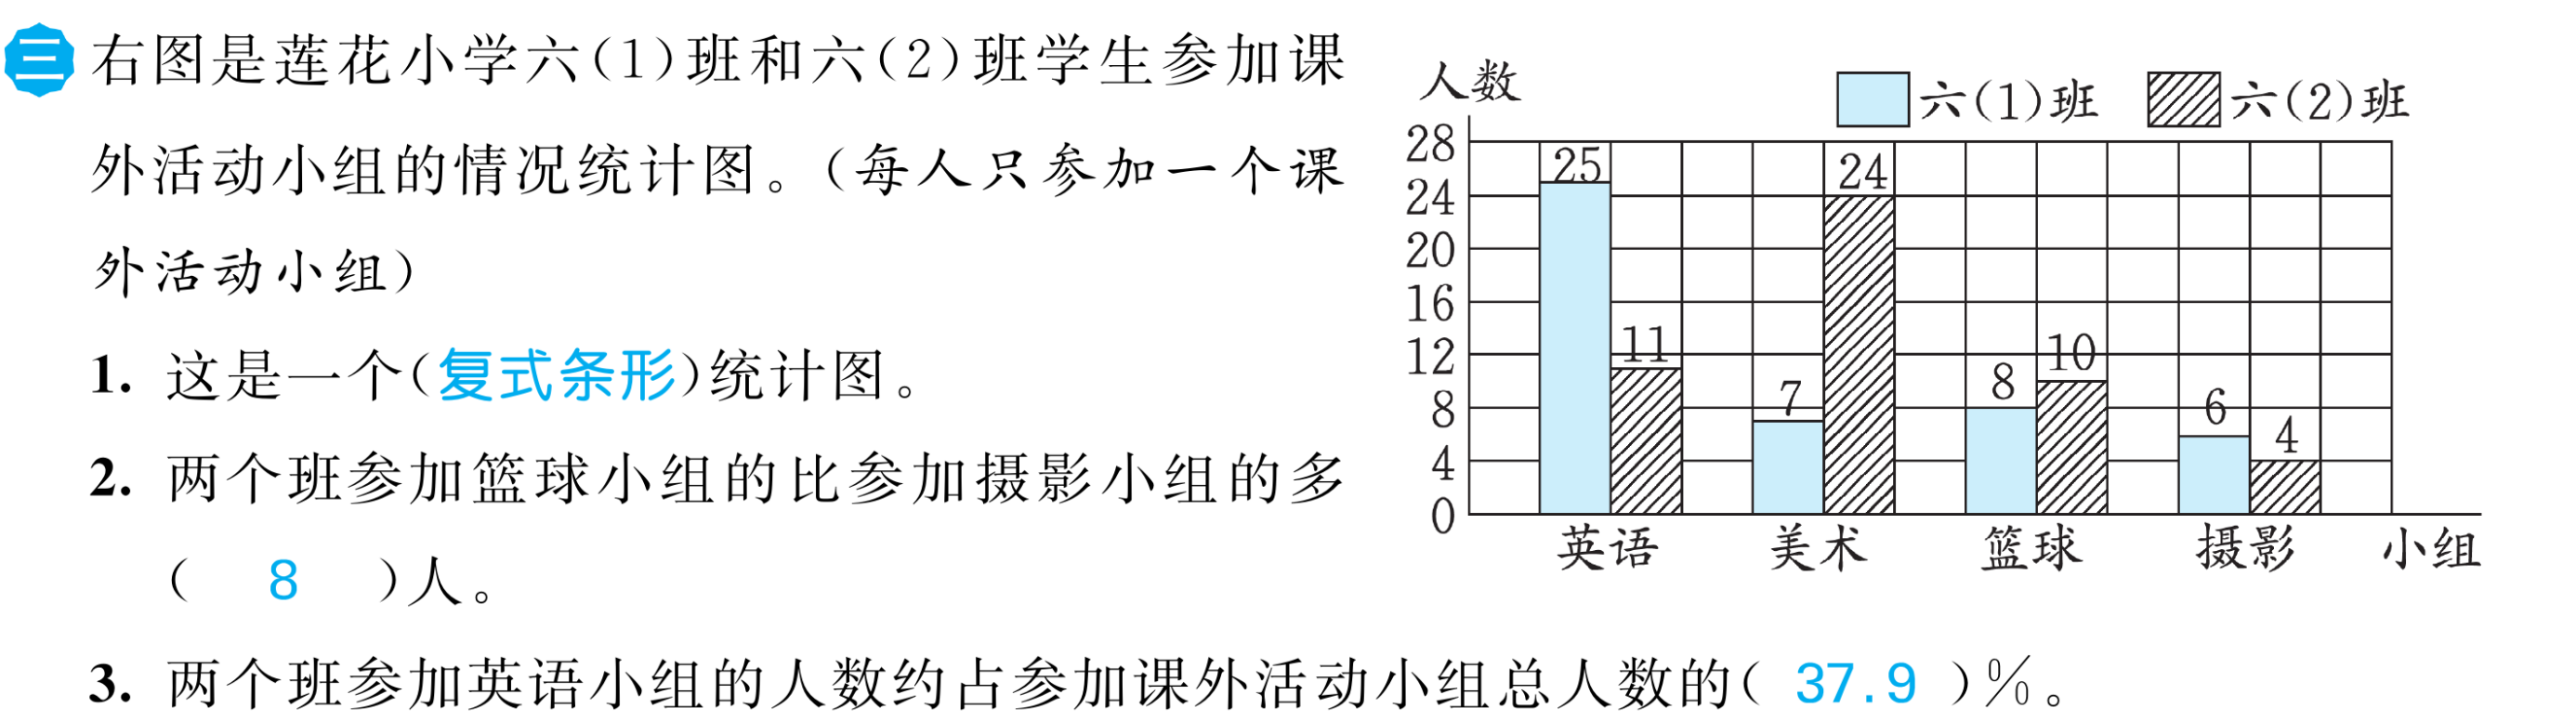 三 右图是莲花小学六(1)班和六(2)班学生参加课
外活动小组的情况统计图。(每人只参加一个课
外活动小组)
1. 这是一个(复式条形)统计图。
2. 两个班参加篮球小组的比参加摄影小组的多
( 8 )人。
3. 两个班参加英语小组的人数约占参加课外活动小组总人数的( 37.9 )%。
人数
六(1)班 六(2)班
28
24
20
16
12
8
4
0
25 11 7 24 8 10 6 4
英语 美术 篮球 摄影 小组